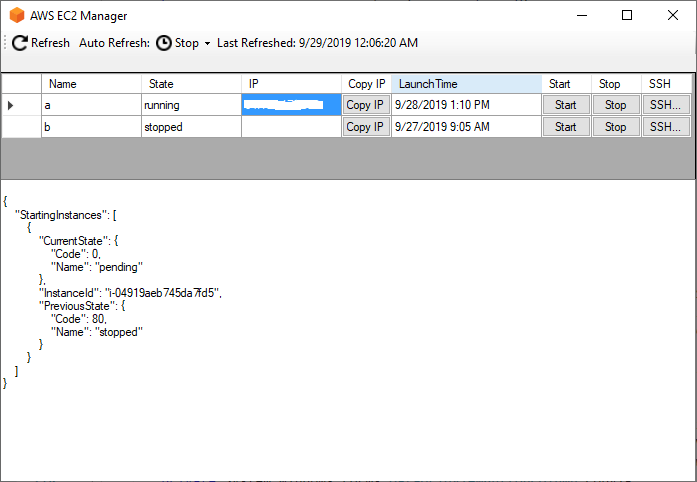 AWS EC2 Manager
Refresh Auto Refresh: Stop Last Refreshed: 9/29/2019 12:06:20 AM
Name State IP Copy IP LaunchTime Start Stop SSH
a running Copy IP 9/28/2019 1:10 PM Start Stop SSH...
b stopped Copy IP 9/27/2019 9:05 AM Start Stop SSH...
{
"StartingInstances": [
{
"CurrentState": {
"Code": 0,
"Name": "pending"
},
"InstanceId": "i-04919aeb745da7fd5",
"PreviousState": {
"Code": 80,
"Name": "stopped"
}
}
]
}